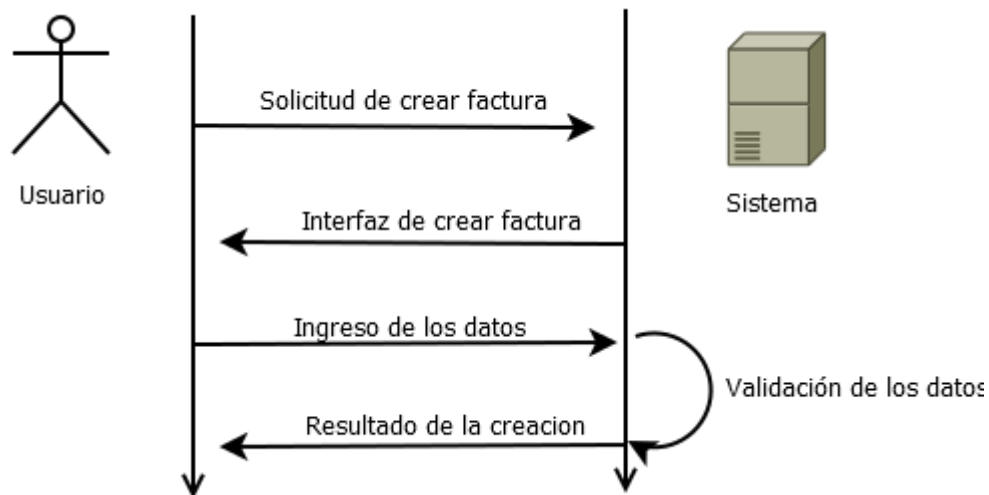 Solicitud de crear factura
Usuario
Sistema
Interfaz de crear factura
Ingreso de los datos
Validación de los datos
Resultado de la creacion